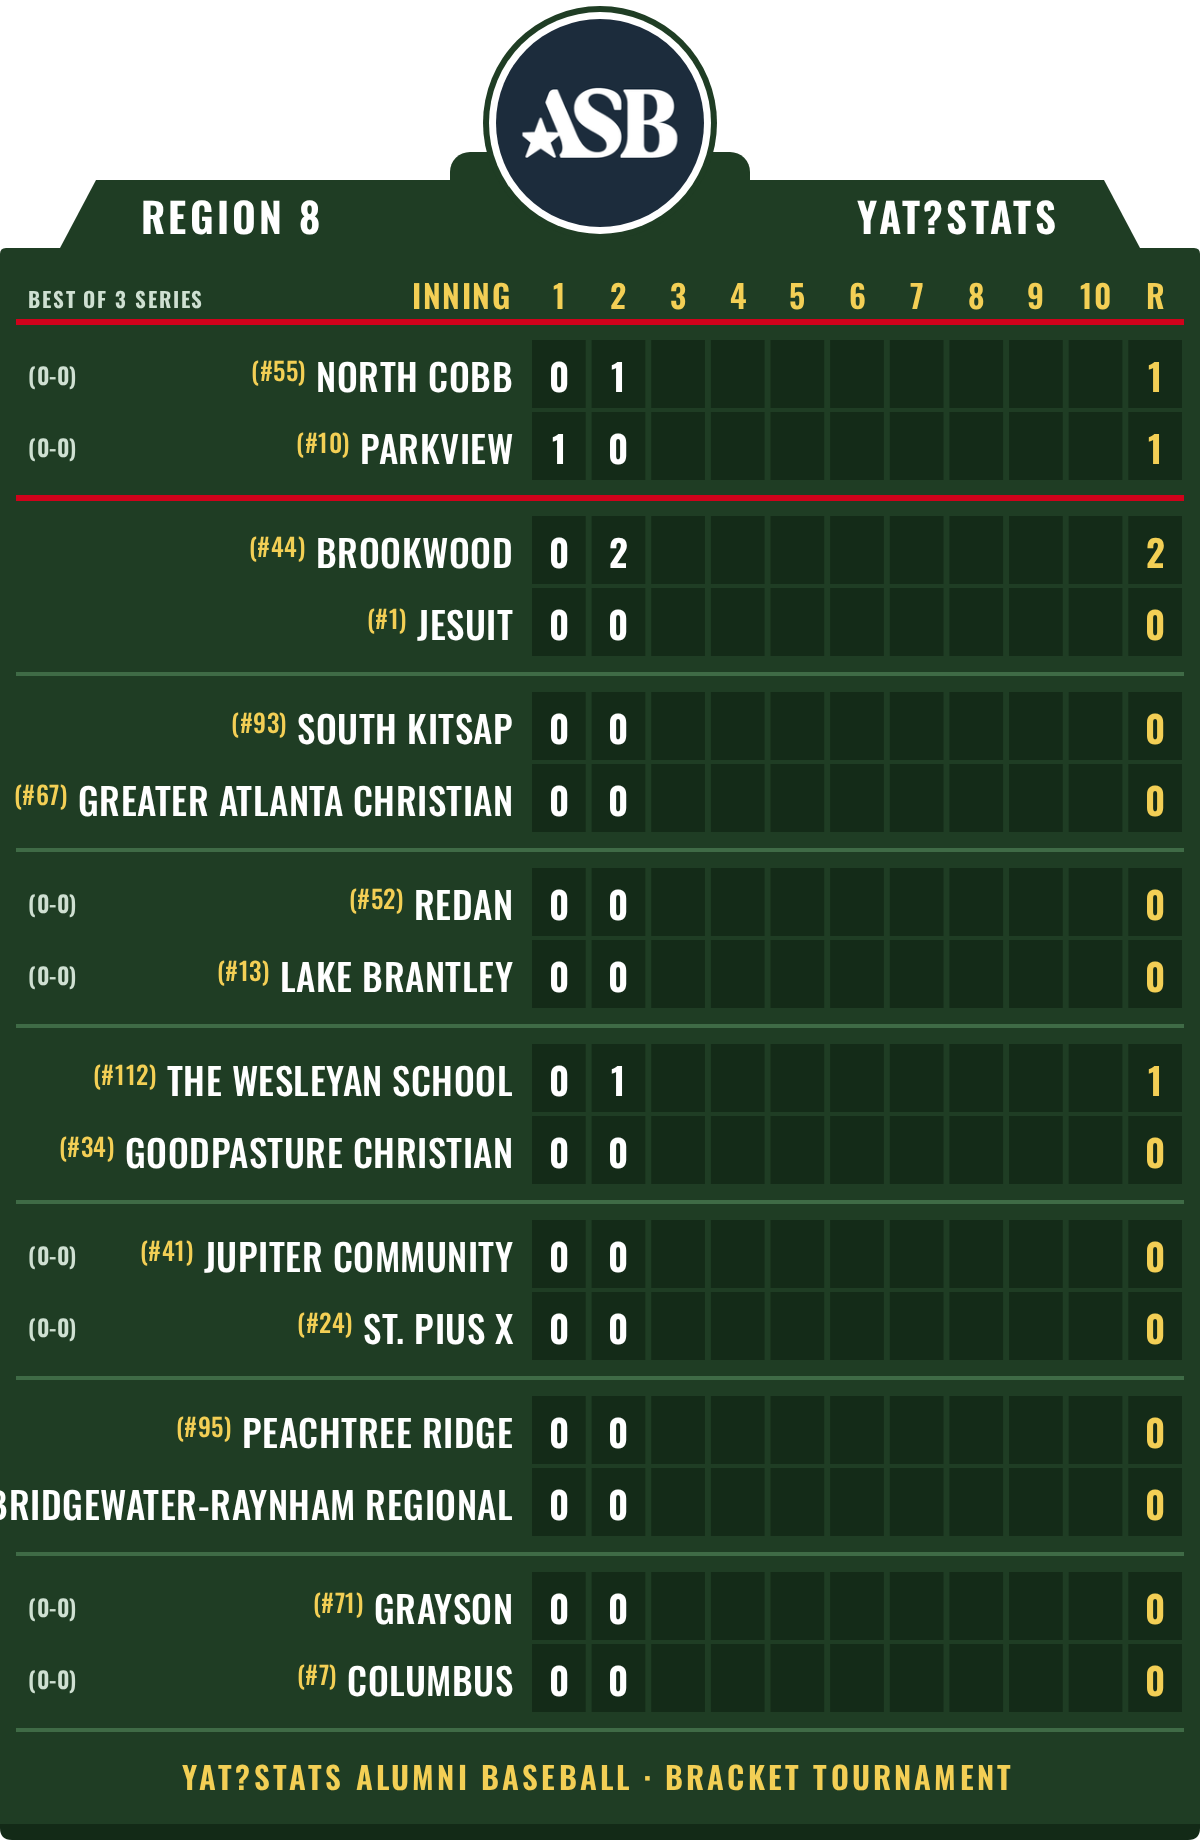 ASB
REGION 8
YAT?STATS
BEST OF 3 SERIES INNING 1 2 3 4 5 6 7 8 9 10 R
(0-0) (#55) NORTH COBB 0 1 1
(0-0) (#10) PARKVIEW 1 0 1
(#44) BROOKWOOD 0 2 2
(#1) JESUIT 0 0 0
(#93) SOUTH KITSAP 0 0 0
(#67) GREATER ATLANTA CHRISTIAN 0 0 0
(0-0) (#52) REDAN 0 0 0
(0-0) (#13) LAKE BRANTLEY 0 0 0
(#112) THE WESLEYAN SCHOOL 0 1 1
(#34) GOODPASTURE CHRISTIAN 0 0 0
(0-0) (#41) JUPITER COMMUNITY 0 0 0
(0-0) (#24) ST. PIUS X 0 0 0
(#95) PEACHTREE RIDGE 0 0 0
BRIDGEWATER-RAYNHAM REGIONAL 0 0 0
(0-0) (#71) GRAYSON 0 0 0
(0-0) (#7) COLUMBUS 0 0 0
YAT?STATS ALUMNI BASEBALL · BRACKET TOURNAMENT